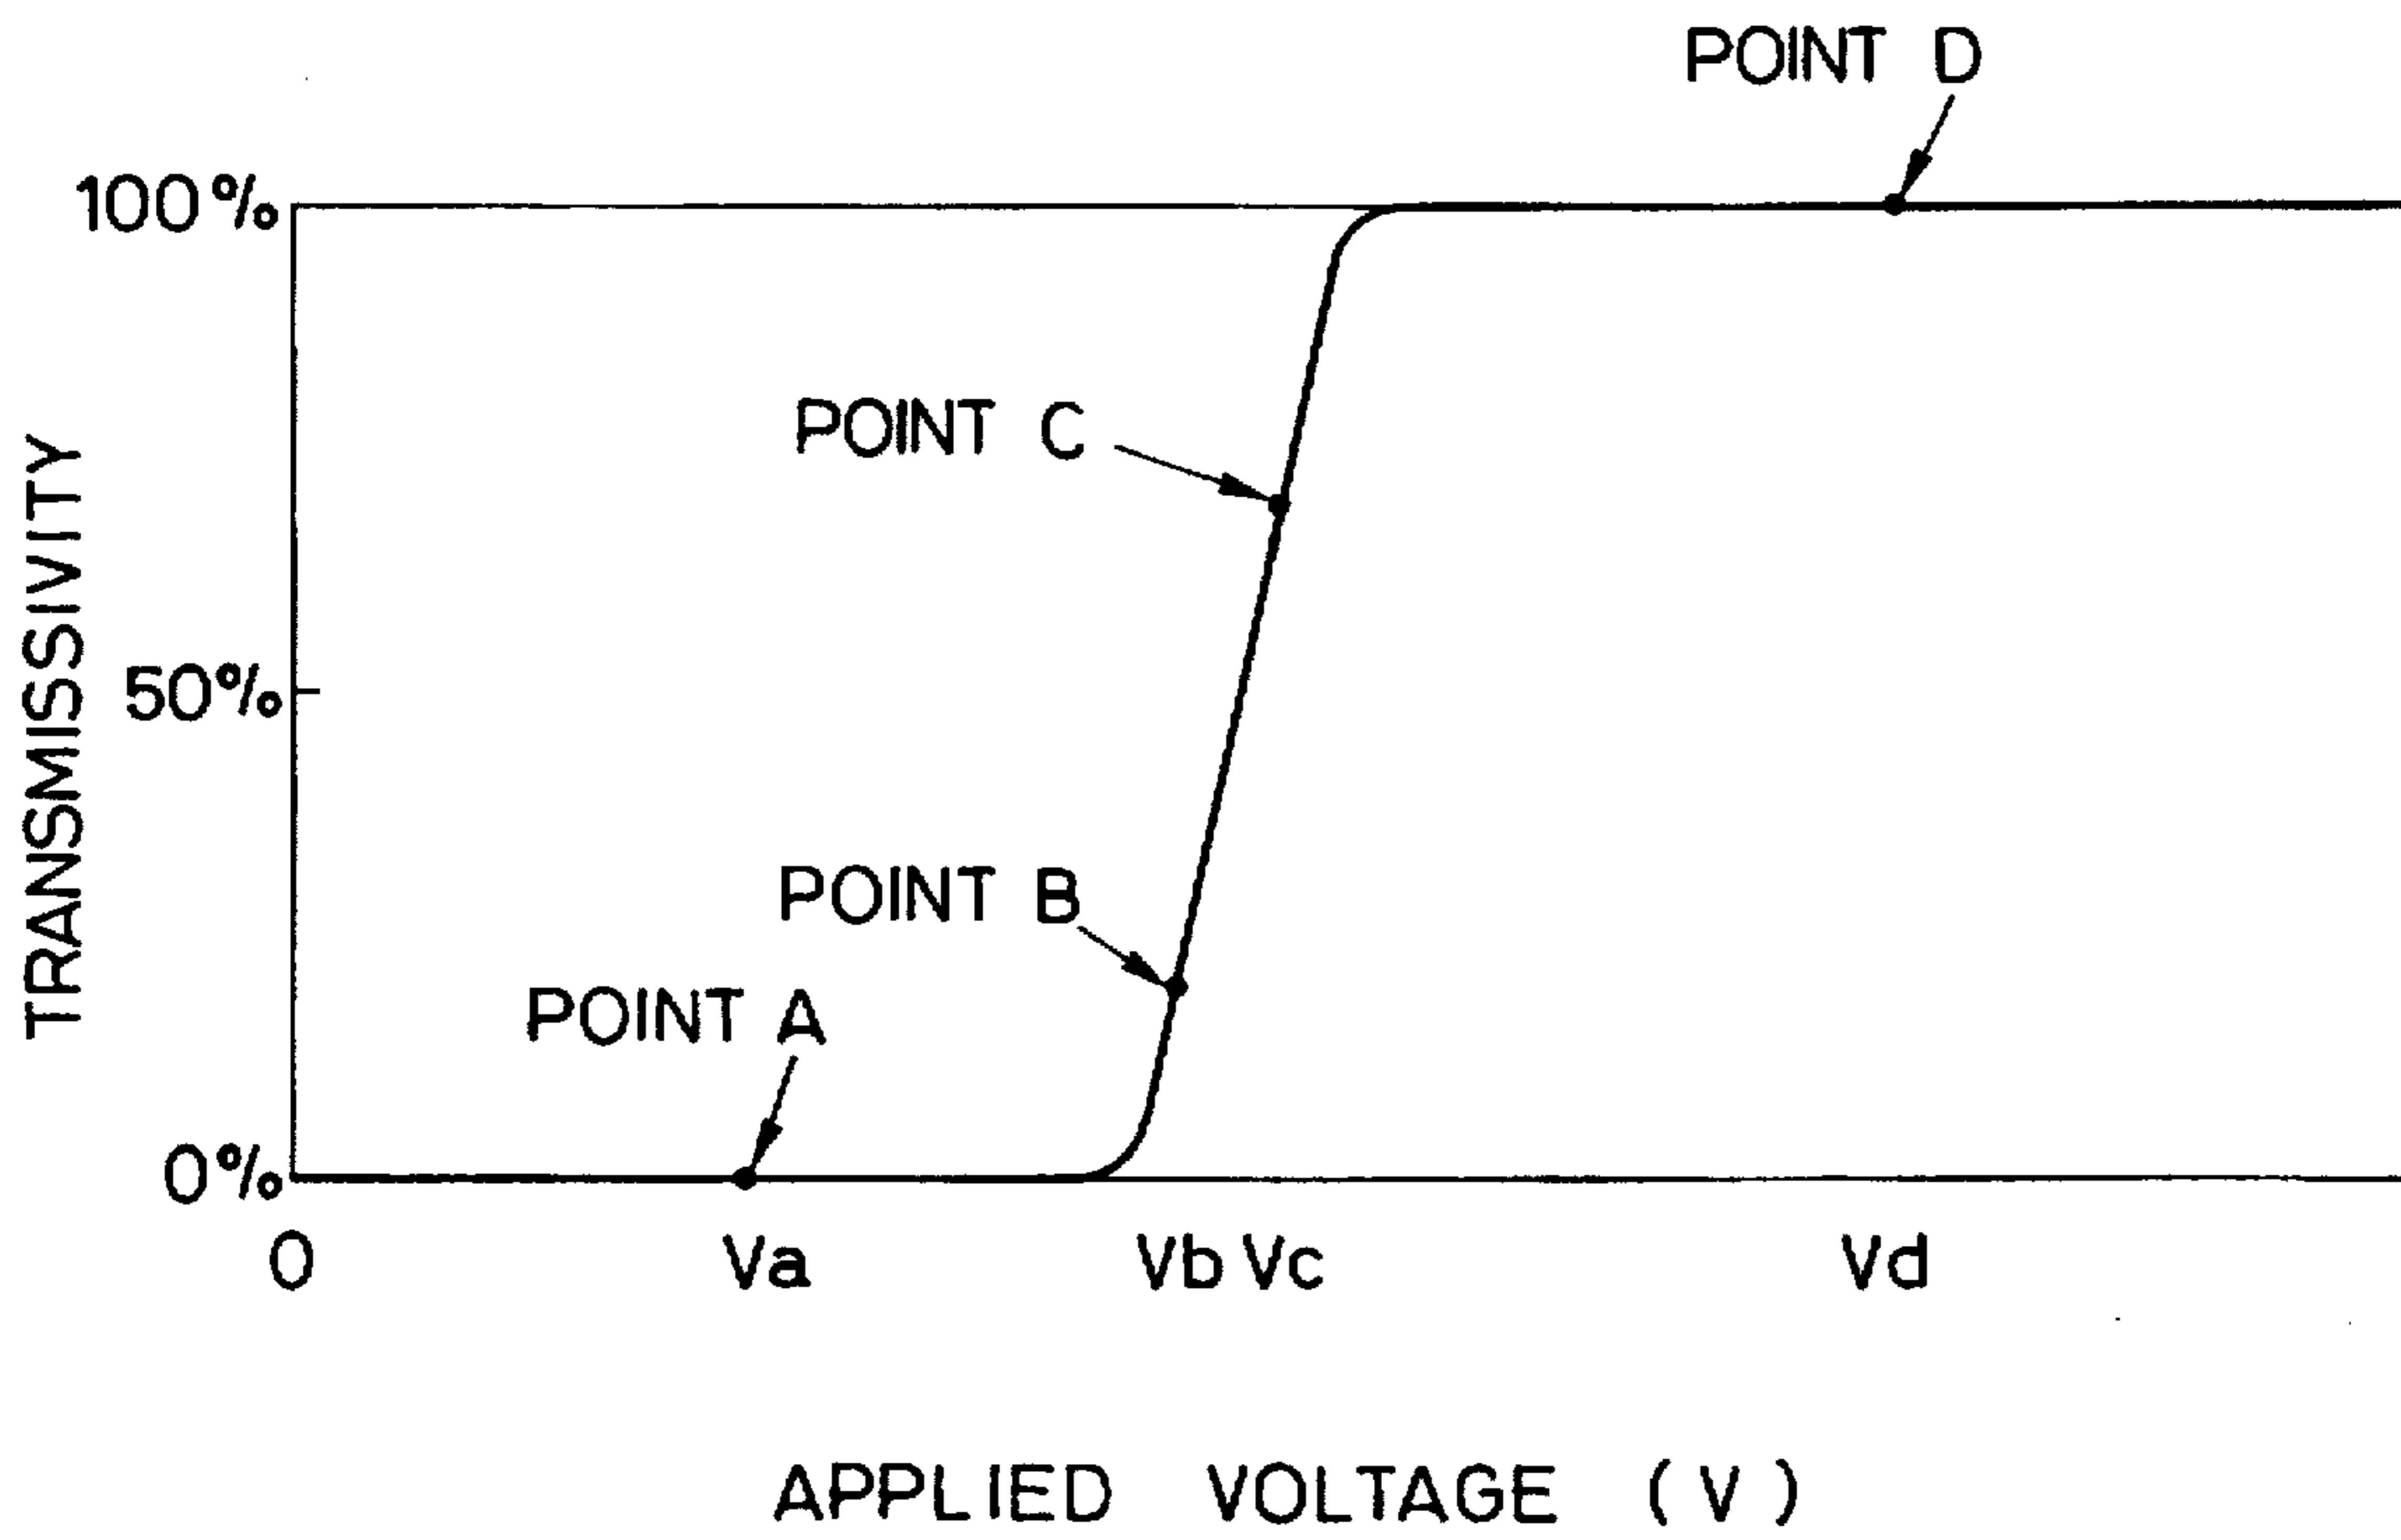 POINT D
100%
POINT C
TRANSMISSIVITY
50%
POINT B
POINT A
0%
0 Va Vb Vc Vd
APPLIED VOLTAGE (V)